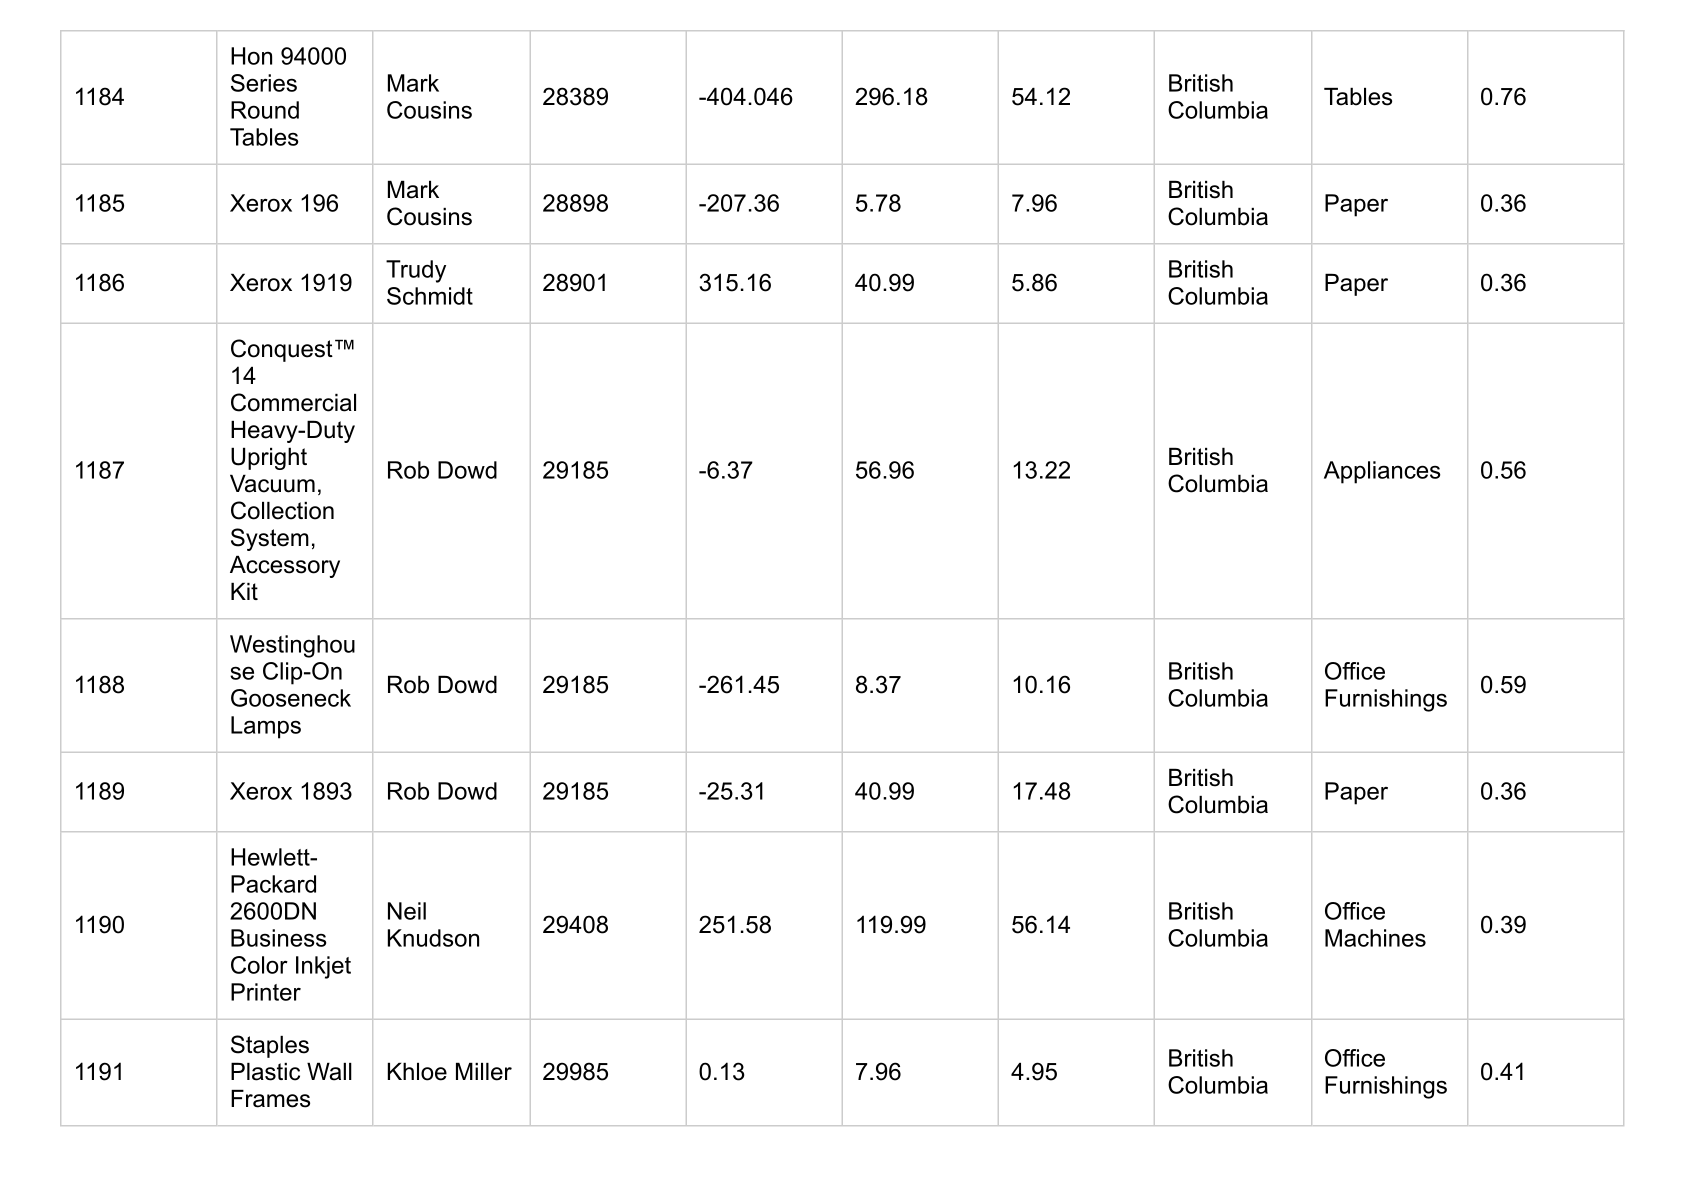 1184
Hon 94000
Series
Round
Tables
Mark
Cousins
28389
-404.046
296.18
54.12
British
Columbia
Tables
0.76
1185
Xerox 196
Mark
Cousins
28898
-207.36
5.78
7.96
British
Columbia
Paper
0.36
1186
Xerox 1919
Trudy
Schmidt
28901
315.16
40.99
5.86
British
Columbia
Paper
0.36
1187
Conquest™
14
Commercial
Heavy-Duty
Upright
Vacuum,
Collection
System,
Accessory
Kit
Rob Dowd
29185
-6.37
56.96
13.22
British
Columbia
Appliances
0.56
1188
Westinghou
se Clip-On
Gooseneck
Lamps
Rob Dowd
29185
-261.45
8.37
10.16
British
Columbia
Office
Furnishings
0.59
1189
Xerox 1893
Rob Dowd
29185
-25.31
40.99
17.48
British
Columbia
Paper
0.36
1190
Hewlett-
Packard
2600DN
Business
Color Inkjet
Printer
Neil
Knudson
29408
251.58
119.99
56.14
British
Columbia
Office
Machines
0.39
1191
Staples
Plastic Wall
Frames
Khloe Miller
29985
0.13
7.96
4.95
British
Columbia
Office
Furnishings
0.41